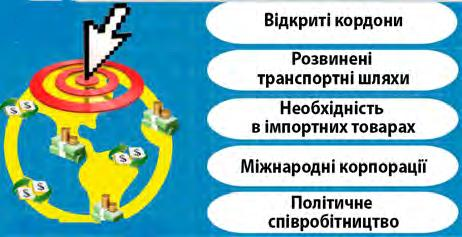 Відкриті кордони
Розвинені
транспортні шляхи
Необхідність
в імпортних товарах
Міжнародні корпорації
Політичне
співробітництво